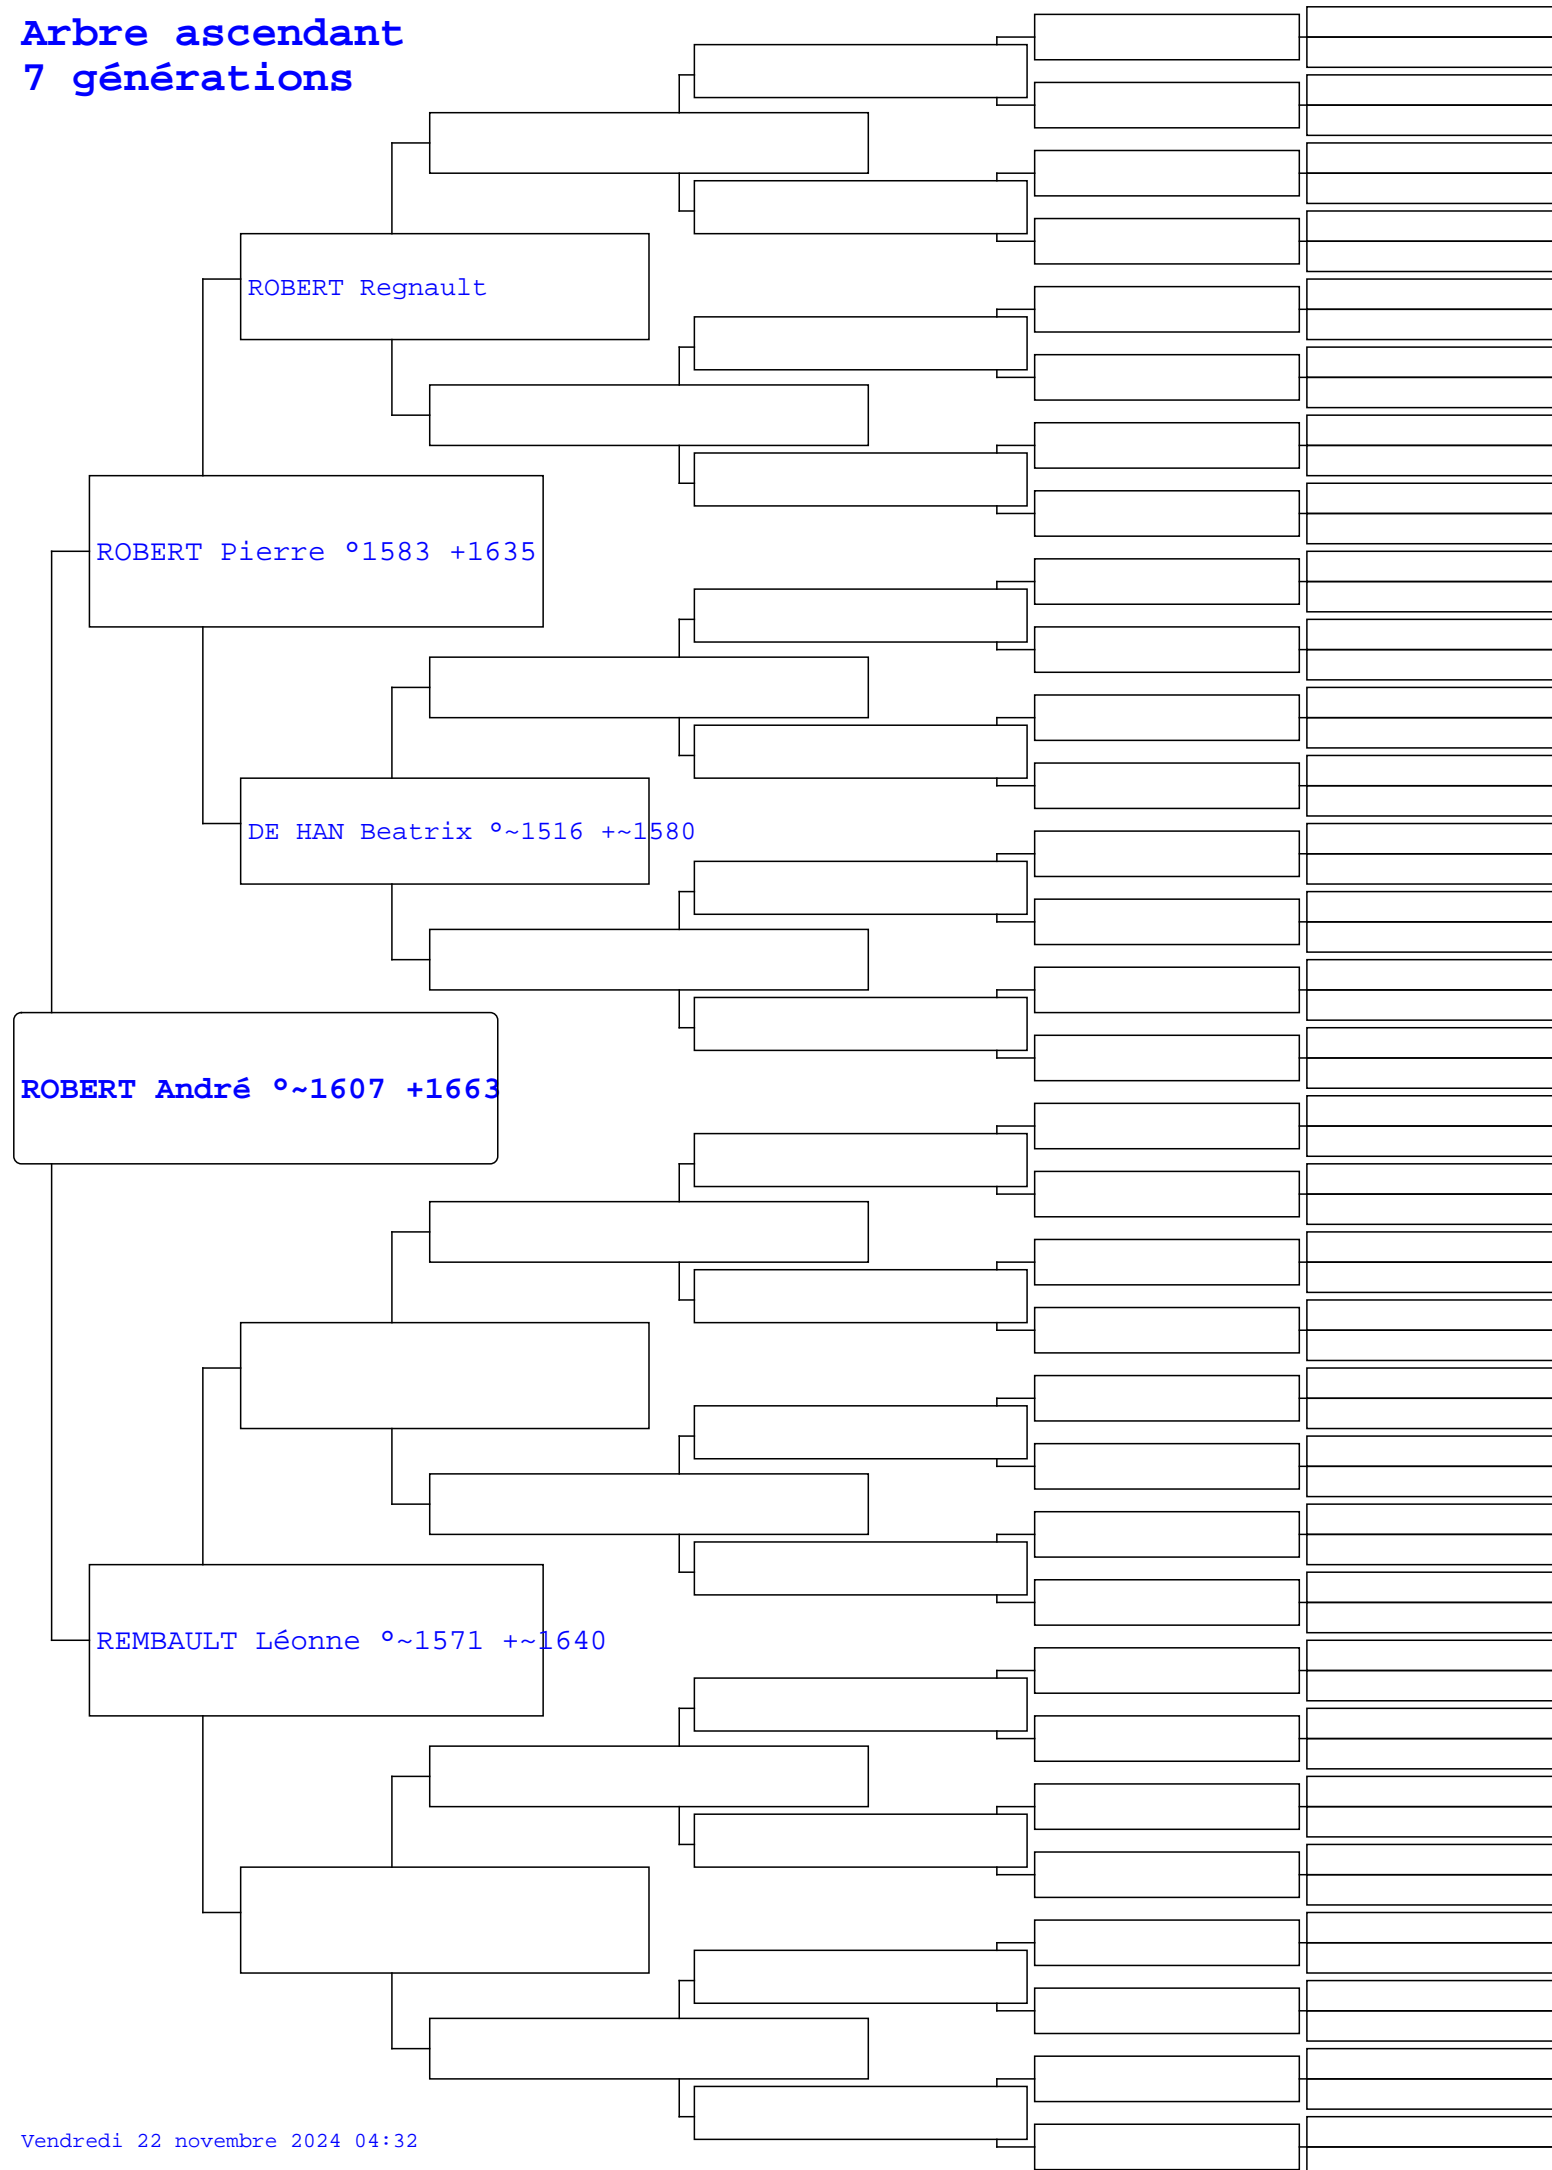 Arbre ascendant
7 générations
ROBERT Regnault
ROBERT Pierre °1583 +1635
DE HAN Beatrix °~1516 +~1580
ROBERT André °~1607 +1663
REMBAULT Léonne °~1571 +~1640
Vendredi 22 novembre 2024 04:32